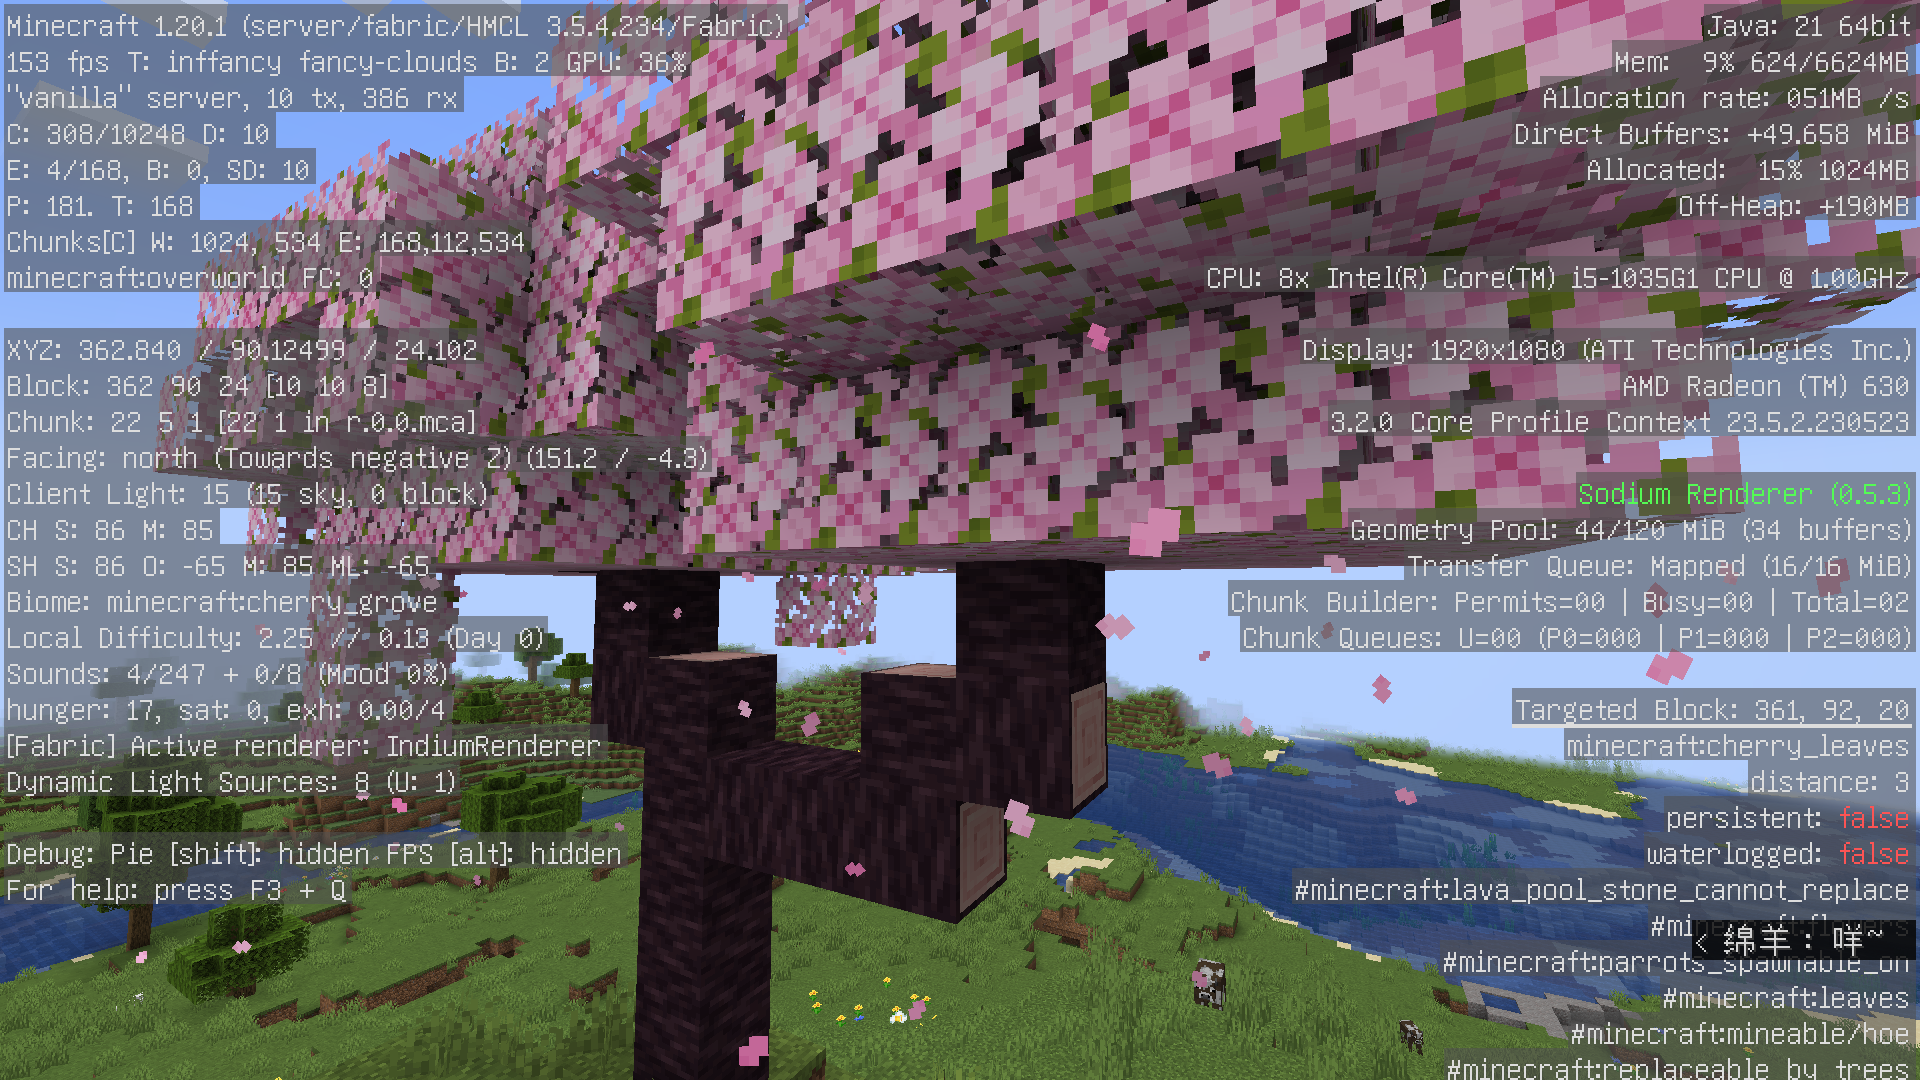 Minecraft 1.20.1 (server/fabric/HMCL 3.5.4.234/Fabric)
153 fps T: inffancy fancy-clouds B: 2 GPU: 36%
"vanilla" server, 10 tx, 386 rx
C: 308/10248 D: 10
E: 4/168, B: 0, SD: 10
P: 181. T: 168
Chunks[C] W: 1024, 534 E: 168,112,534
minecraft:overworld FC: 0
XYZ: 362.840 / 90.12499 / 24.102
Block: 362 90 24 [10 10 8]
Chunk: 22 5 1 [22 1 in r.0.0.mca]
Facing: north (Towards negative Z) (151.2 / -4.3)
Client Light: 15 (15 sky, 0 block)
CH S: 86 M: 85
SH S: 86 O: -65 M: 85 ML: -65
Biome: minecraft:cherry_grove
Local Difficulty: 2.25 // 0.13 (Day 0)
Sounds: 4/247 + 0/8 (Mood 0%)
hunger: 17, sat: 0, exh: 0.00/4
[Fabric] Active renderer: IndiumRenderer
Dynamic Light Sources: 8 (U: 1)
Debug: Pie [shift]: hidden FPS [alt]: hidden
For help: press F3 + Q
Java: 21 64bit
Mem: 9% 624/6624MB
Allocation rate: 051MB /s
Direct Buffers: +49.658 MiB
Allocated: 15% 1024MB
Off-Heap: +190MB
CPU: 8x Intel(R) Core(TM) i5-1035G1 CPU @ 1.00GHz
Display: 1920x1080 (ATI Technologies Inc.)
AMD Radeon (TM) 630
3.2.0 Core Profile Context 23.5.2.230523
Sodium Renderer (0.5.3)
Geometry Pool: 44/120 MiB (34 buffers)
Transfer Queue: Mapped (16/16 MiB)
Chunk Builder: Permits=00 | Busy=00 | Total=02
Chunk Queues: U=00 (P0=000 | P1=000 | P2=000)
Targeted Block: 361, 92, 20
minecraft:cherry_leaves
distance: 3
persistent: false
waterlogged: false
#minecraft:lava_pool_stone_cannot_replace
#minecraft:flowers
< 绵羊：咩~
#minecraft:parrots_spawnable_on
#minecraft:leaves
#minecraft:mineable/hoe
#minecraft:replaceable_by_trees